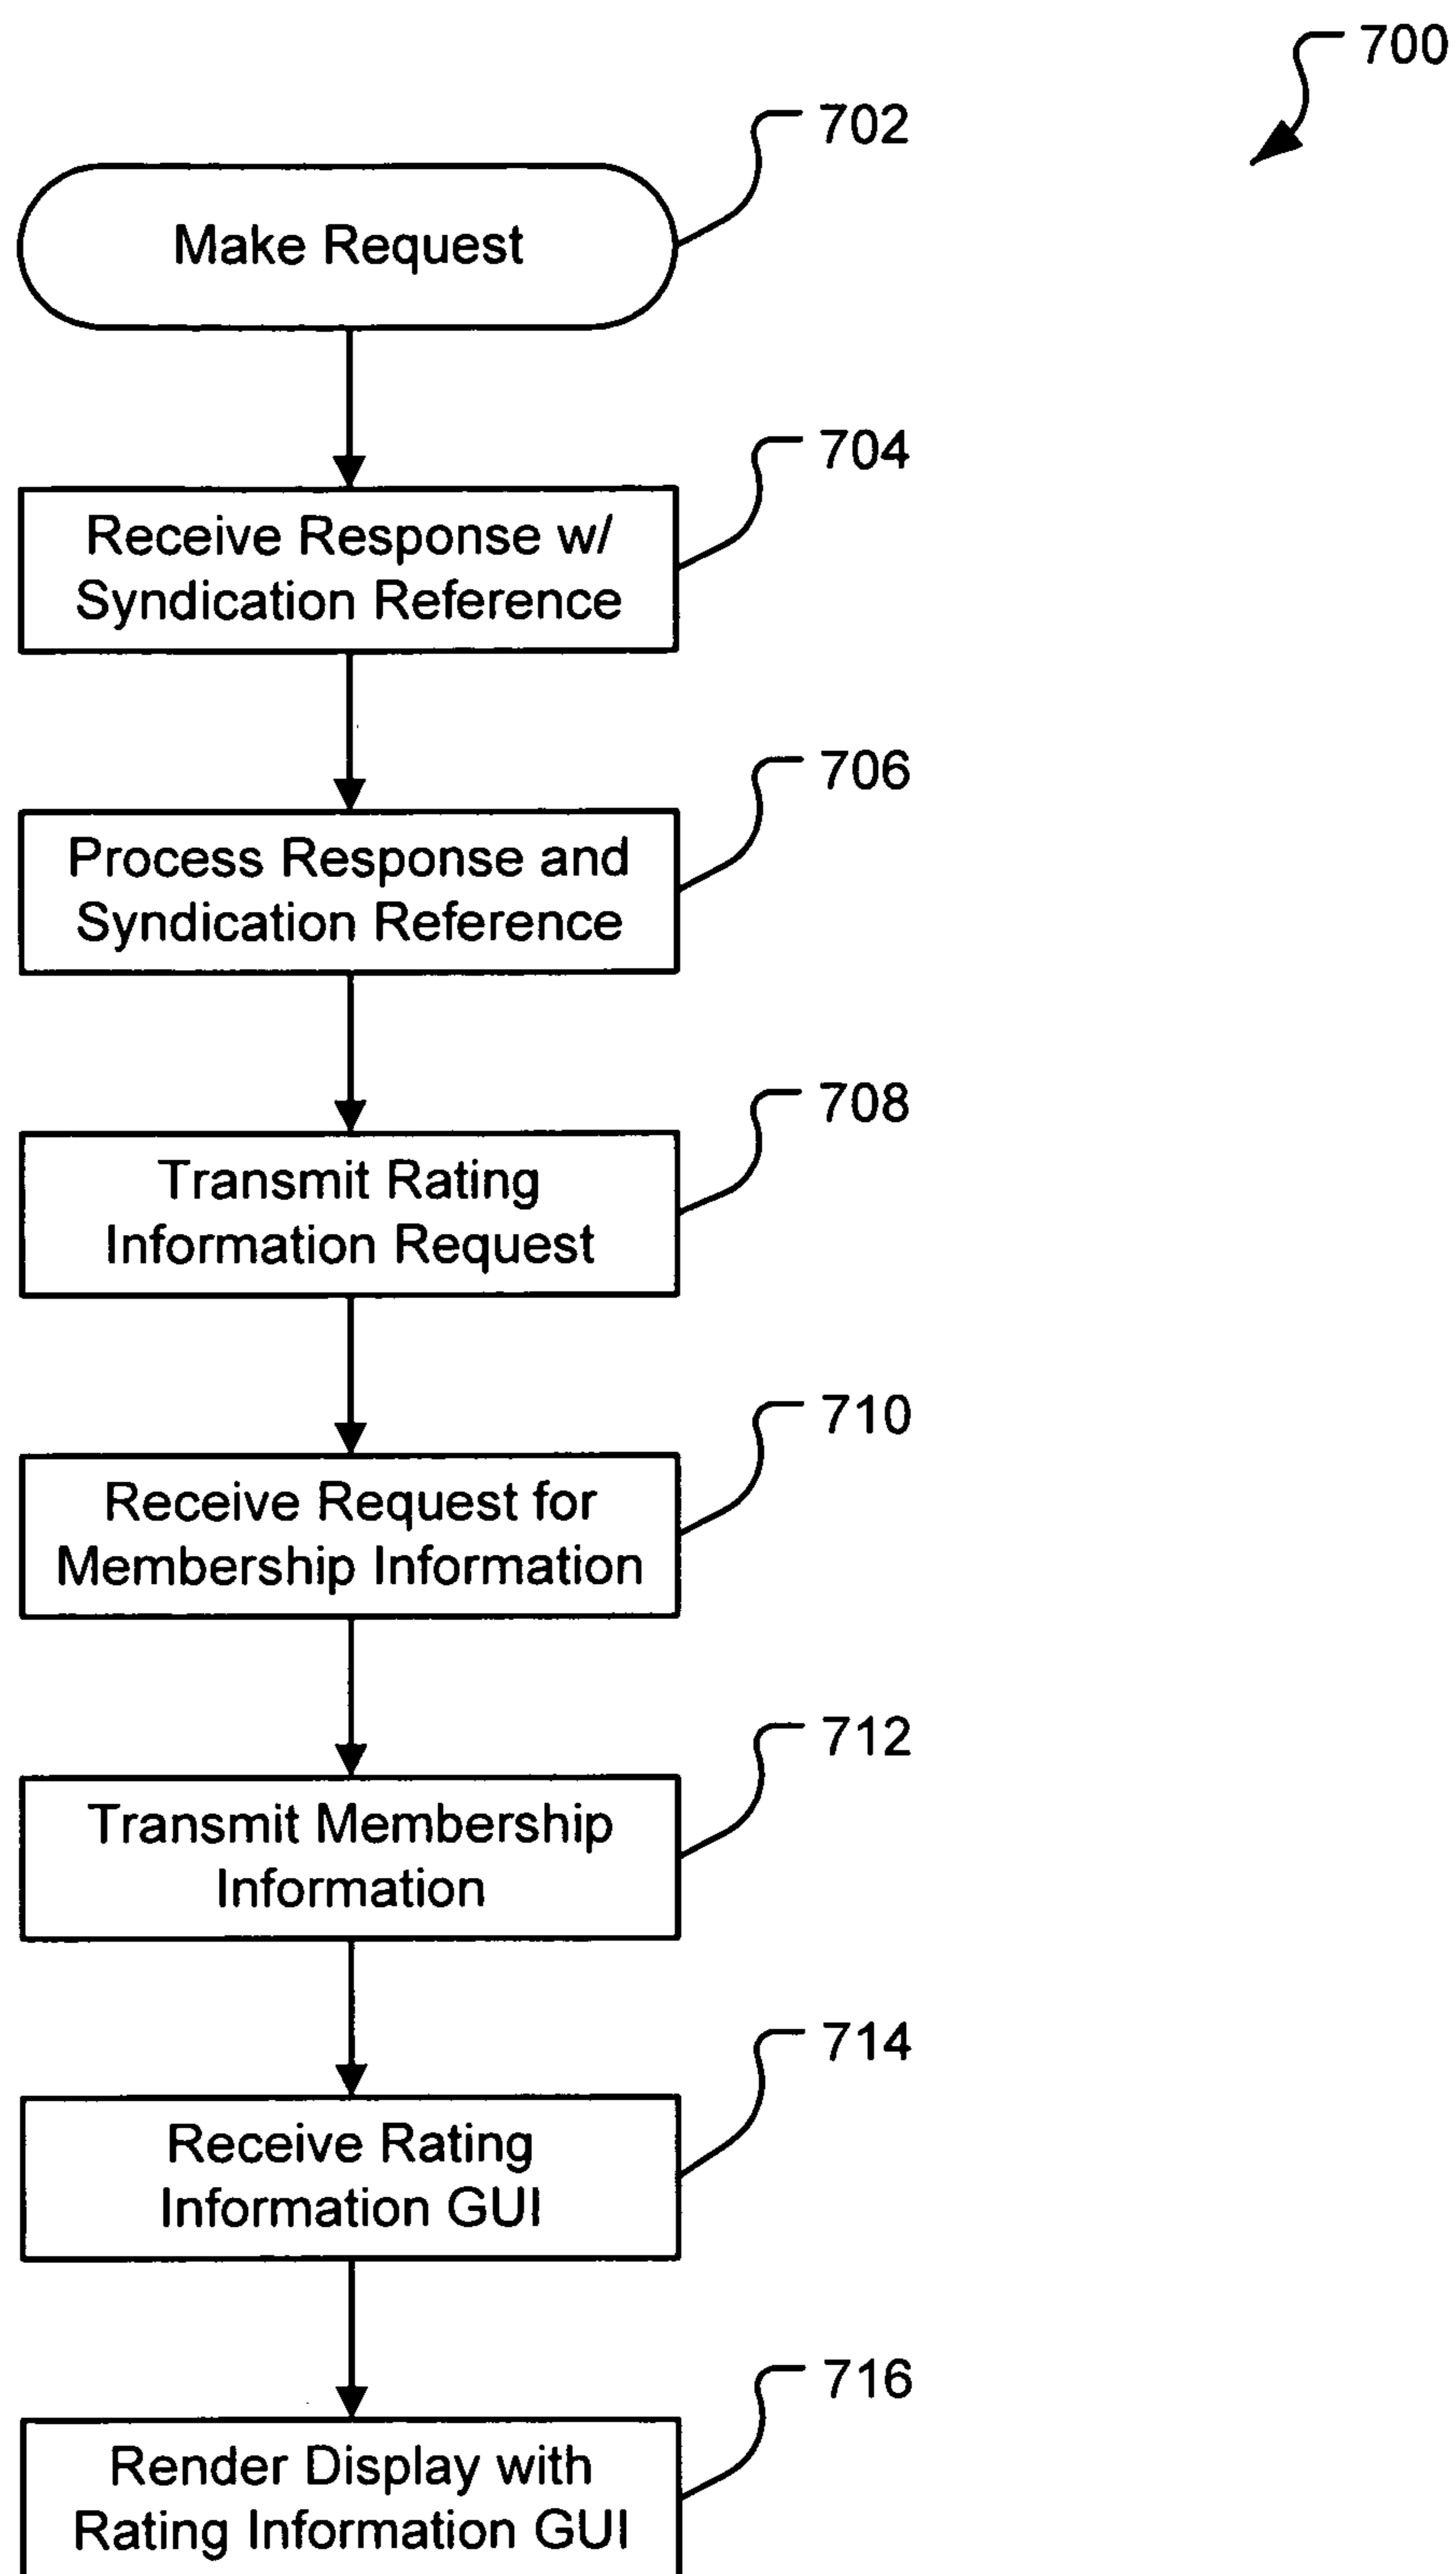 700
702
Make Request
704
Receive Response w/
Syndication Reference
706
Process Response and
Syndication Reference
708
Transmit Rating
Information Request
710
Receive Request for
Membership Information
712
Transmit Membership
Information
714
Receive Rating
Information GUI
716
Render Display with
Rating Information GUI